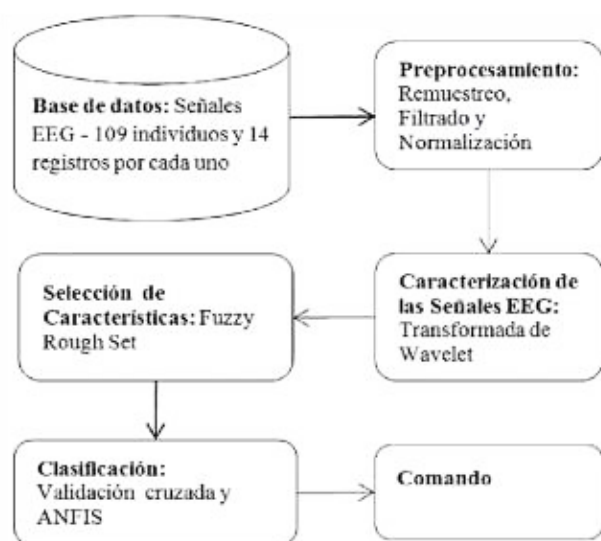 Base de datos: Señales
EEG - 109 individuos y 14
registros por cada uno
Preprocesamiento:
Remuestreo,
Filtrado y
Normalización
Caracterización de
las Señales EEG:
Transformada de
Wavelet
Selección de
Características: Fuzzy
Rough Set
Clasificación:
Validación cruzada y
ANFIS
Comando